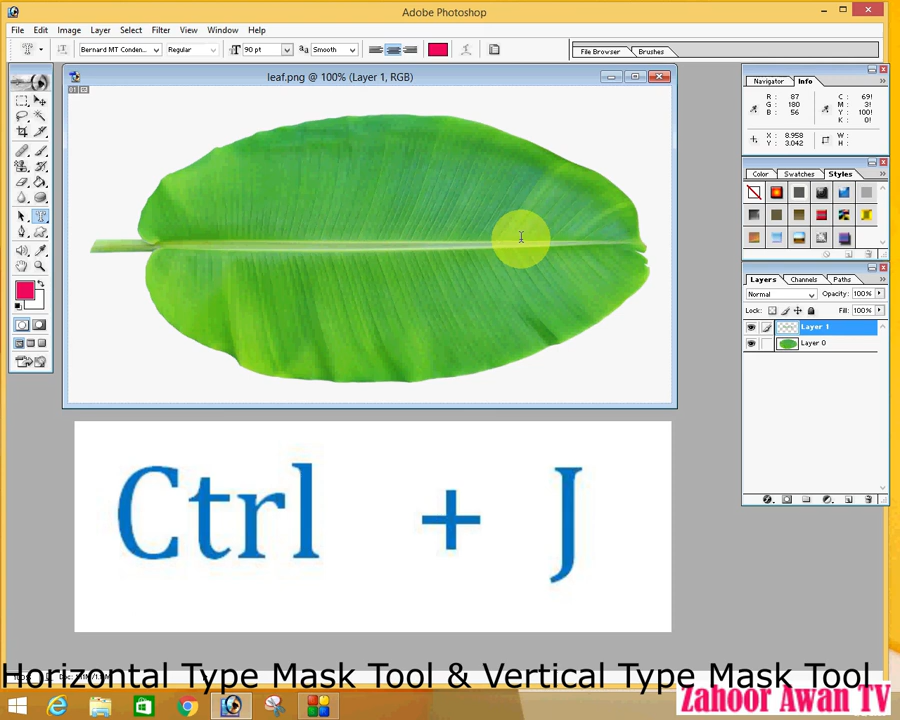 Adobe Photoshop
File Edit Image Layer Select Filter View Window Help
Bernard MT Conden... Regular 90 pt aa Smooth File Browser Brushes
leaf.png @ 100% (Layer 1, RGB)
Navigator Info
R : 87 C : 69!
G : 180 M : 3!
B : 56 Y : 100!
K : 0!
X : 8.958 W :
Y : 3.042 H :
Color Swatches Styles
Layers Channels Paths
Normal Opacity: 100%
Lock: Fill: 100%
Layer 1
Layer 0
Ctrl + J
Horizontal Type Mask Tool & Vertical Type Mask Tool
Zahoor Awan TV